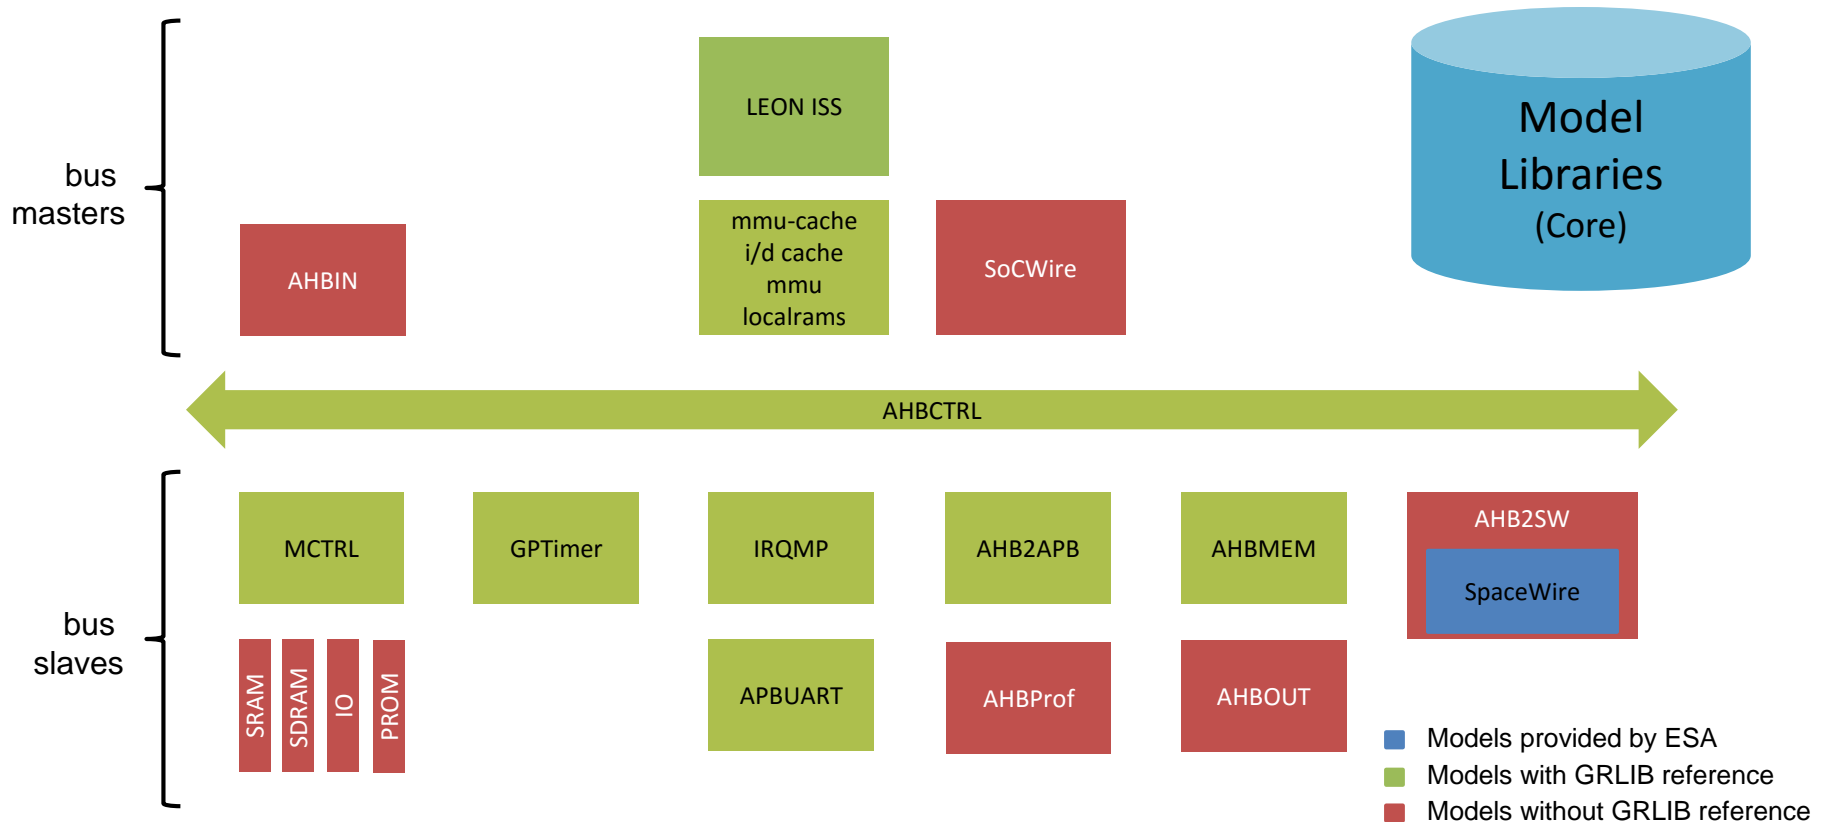 LEON ISS
Model
Libraries
(Core)
bus
masters
AHBIN
mmu-cache
i/d cache
mmu
localrams
SoCWire
AHBCTRL
MCTRL
GPTimer
IRQMP
AHB2APB
AHBMEM
AHB2SW
SpaceWire
bus
slaves
SRAM
SDRAM
IO
PROM
APBUART
AHBProf
AHBOUT
Models provided by ESA
Models with GRLIB reference
Models without GRLIB reference